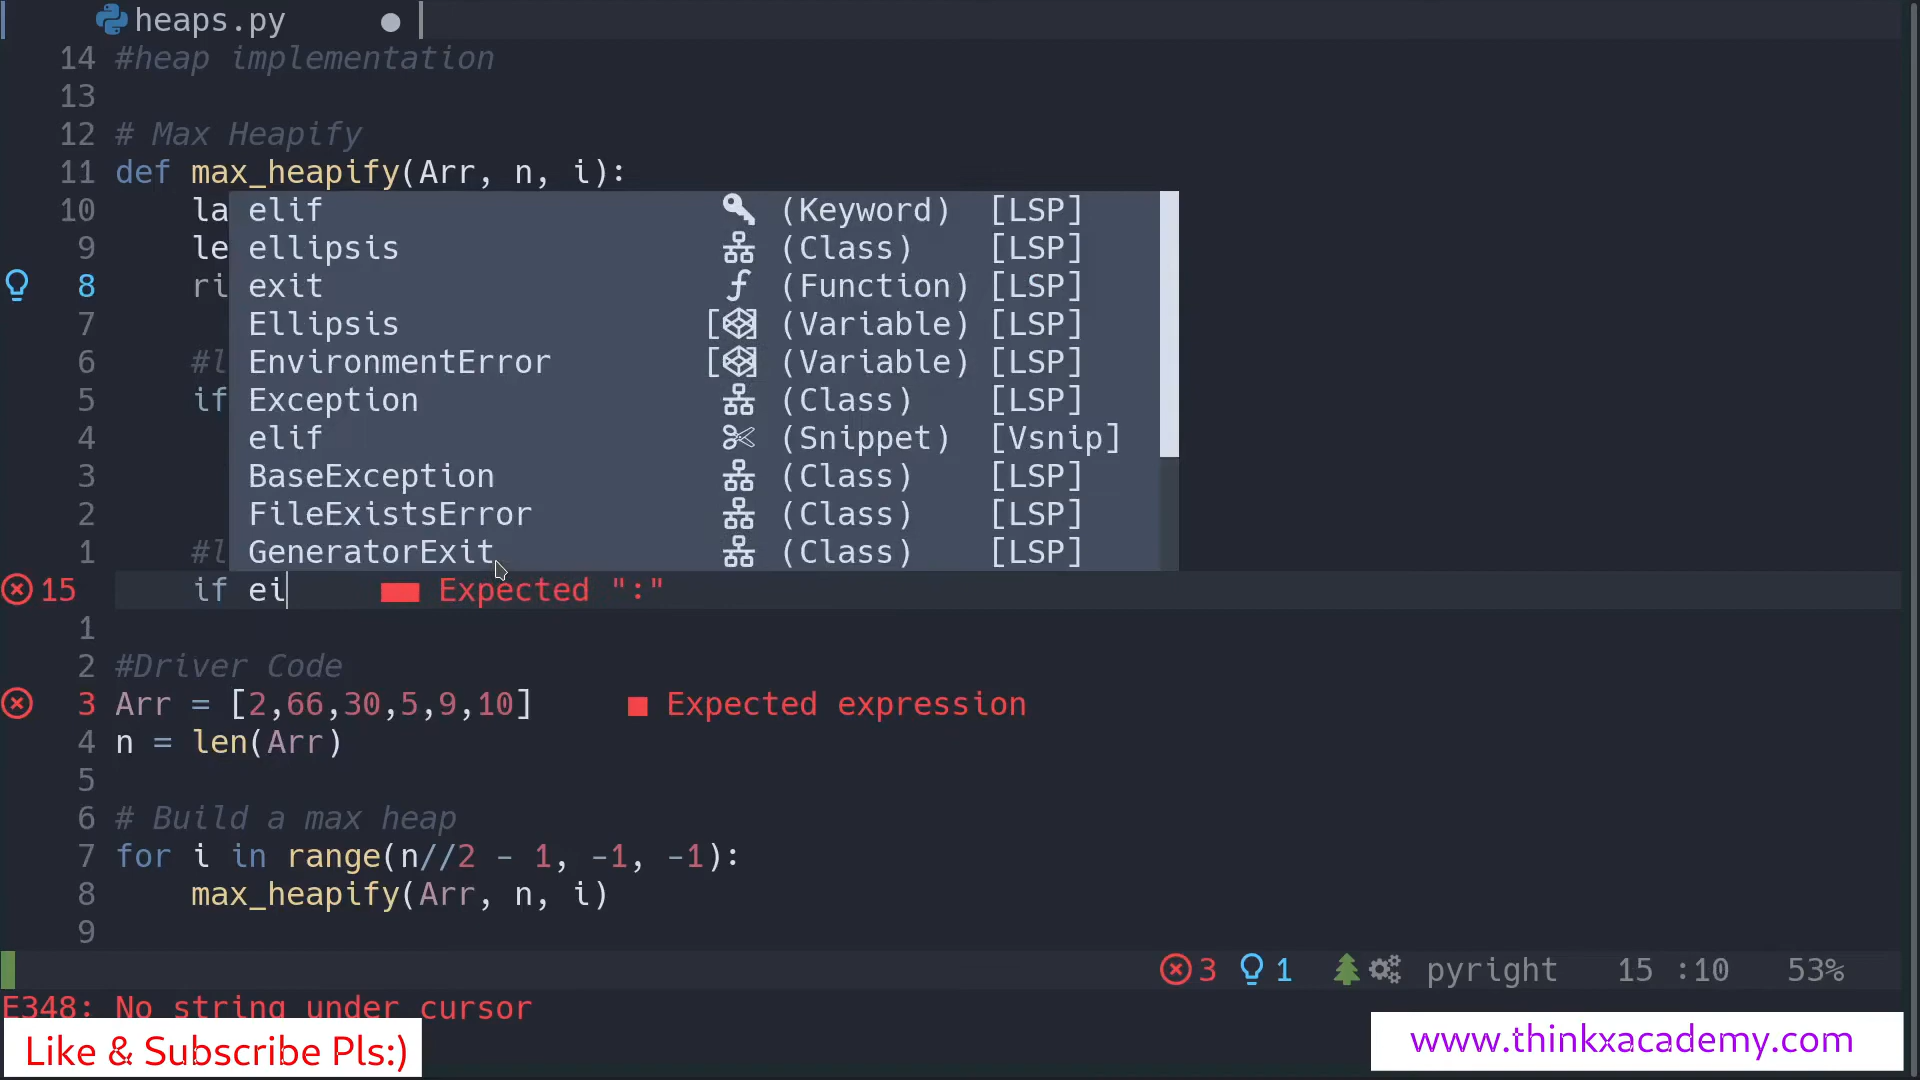 heaps.py
14 #heap implementation
13
12 # Max Heapify
11 def max_heapify(Arr, n, i):
10 la elif (Keyword) [LSP]
9 le ellipsis (Class) [LSP]
8 ri exit (Function) [LSP]
7 Ellipsis [ ] (Variable) [LSP]
6 #l EnvironmentError [ ] (Variable) [LSP]
5 if Exception (Class) [LSP]
4 elif (Snippet) [Vsnip]
3 BaseException (Class) [LSP]
2 FileExistsError (Class) [LSP]
1 #l GeneratorExit (Class) [LSP]
15 if ei Expected ":"
1
2 #Driver Code
3 Arr = [2,66,30,5,9,10] Expected expression
4 n = len(Arr)
5
6 # Build a max heap
7 for i in range(n//2 - 1, -1, -1):
8 max_heapify(Arr, n, i)
9
3 1 pyright 15 :10 53%
E348: No string under cursor
Like & Subscribe Pls:)
www.thinkxacademy.com